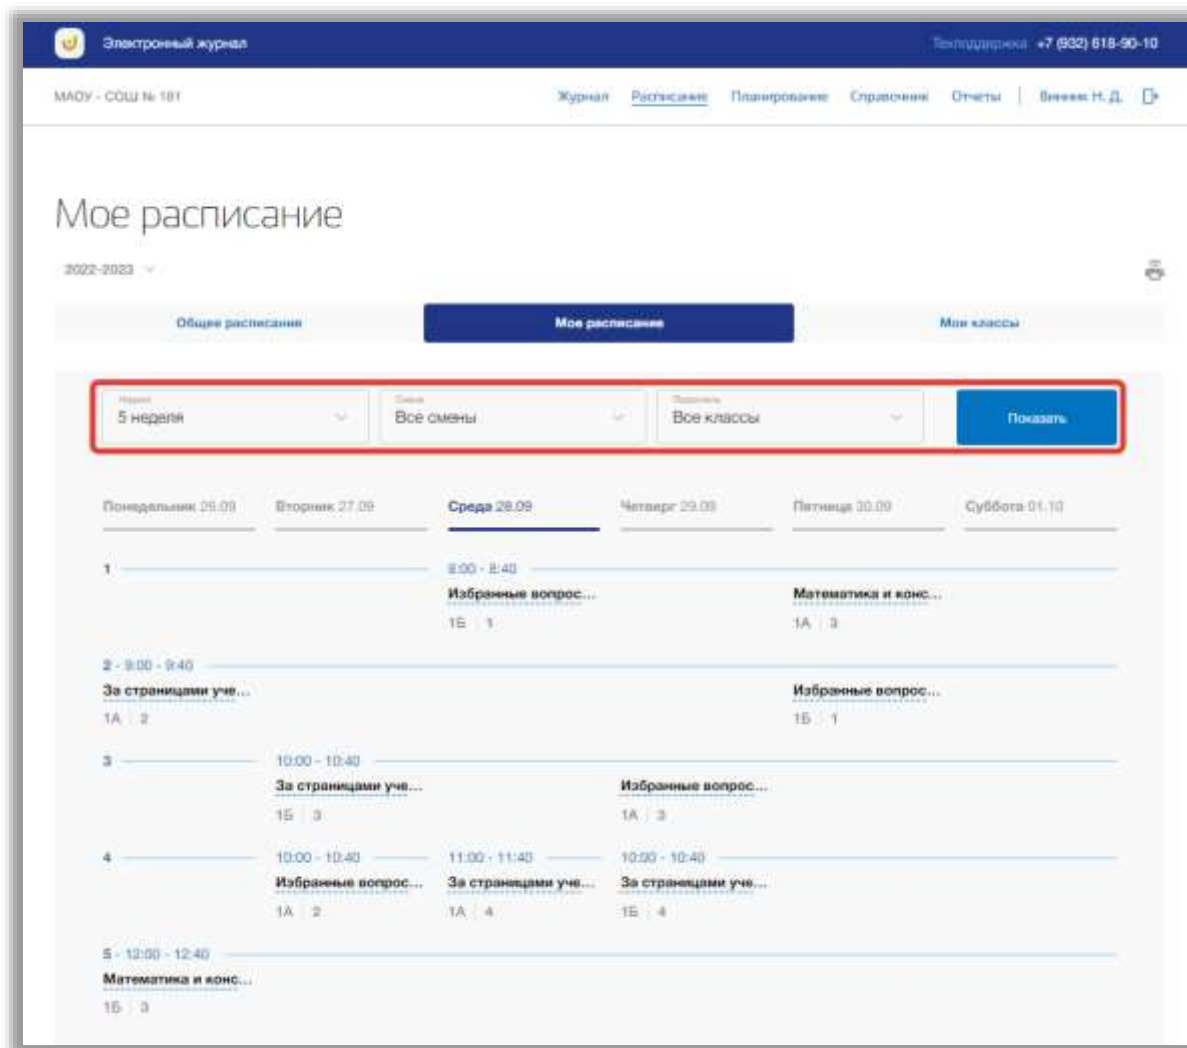 Электронный журнал
Техподдержка +7 (932) 618-90-10
МАОУ - СОШ № 181
Журнал Расписание Планирование Справочник Отчеты Н. Д.
Мое расписание
2022-2023
Общее расписание Мое расписание Мои классы
Неделя Смена Параллель
5 неделя Все смены Все классы Показать
Понедельник 26.09 Вторник 27.09 Среда 28.09 Четверг 29.09 Пятница 30.09 Суббота 01.10
1 8:00 - 8:40
Избранные вопрос... Математика и конс...
1Б 1 1А 3
2 - 9:00 - 9:40
За страницами уче... Избранные вопрос...
1А 2 1Б 1
3 10:00 - 10:40
За страницами уче... Избранные вопрос...
1Б 3 1А 3
4 10:00 - 10:40 11:00 - 11:40 10:00 - 10:40
Избранные вопрос... За страницами уче... За страницами уче...
1А 2 1А 4 1Б 4
5 - 12:00 - 12:40
Математика и конс...
1Б 3